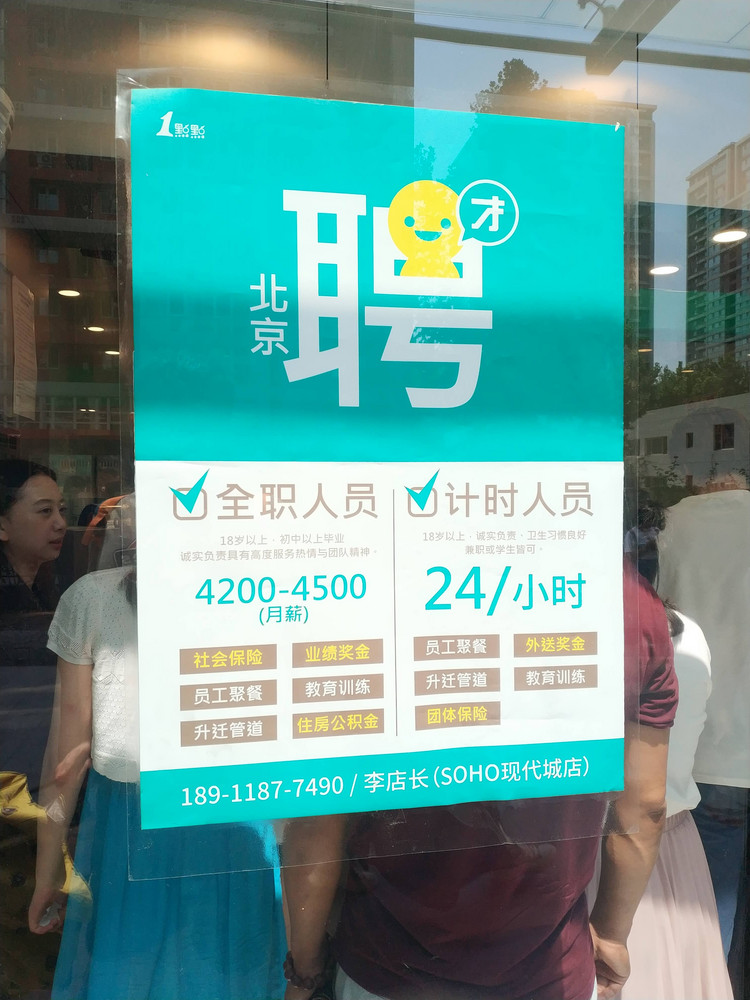 1點點
才
北京
聘
全职人员
18岁以上·初中以上毕业
诚实负责具有高度服务热情与团队精神。
4200-4500
(月薪)
社会保险
业绩奖金
员工聚餐
教育训练
升迁管道
住房公积金
计时人员
18岁以上·诚实负责·卫生习惯良好
兼职或学生皆可。
24/小时
员工聚餐
外送奖金
升迁管道
教育训练
团体保险
189-1187-7490 / 李店长(SOHO现代城店)